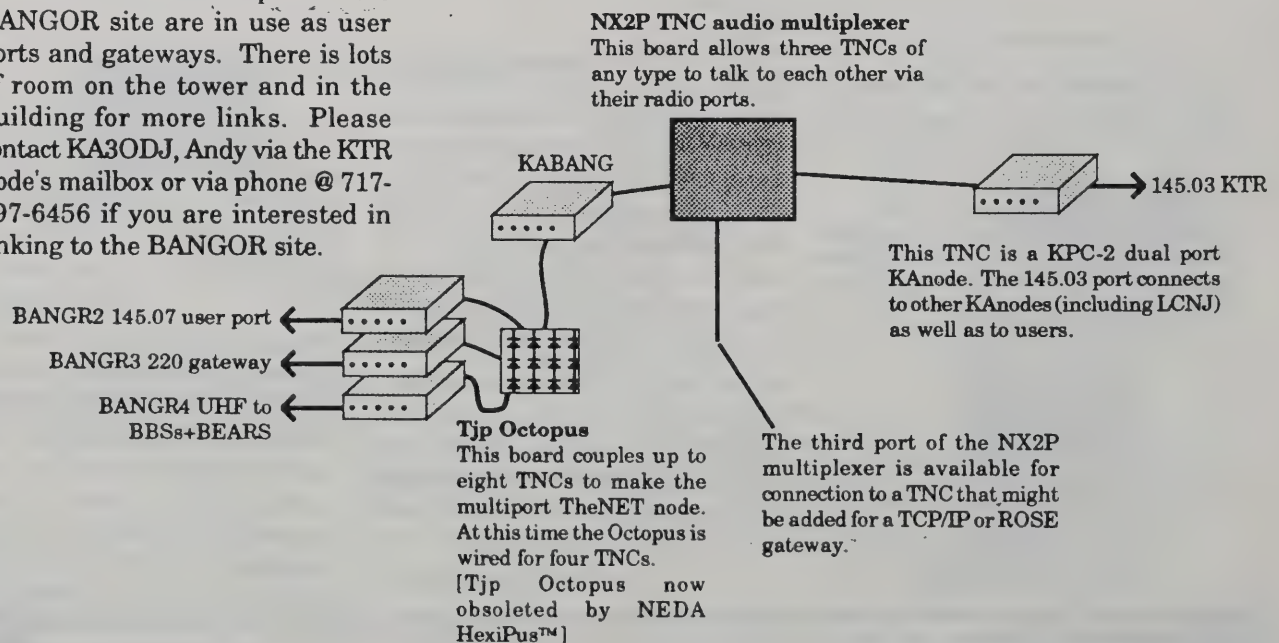 ANGOR site are in use as user
orts and gateways. There is lots
room on the tower and in the
uilding for more links. Please
ontact KA3ODJ, Andy via the KTR
ode's mailbox or via phone @ 717-
97-6456 if you are interested in
nking to the BANGOR site.
NX2P TNC audio multiplexer
This board allows three TNCs of
any type to talk to each other via
their radio ports.
KABANG
145.03 KTR
This TNC is a KPC-2 dual port
KAnode. The 145.03 port connects
to other KAnodes (including LCNJ)
as well as to users.
BANGR2 145.07 user port
BANGR3 220 gateway
BANGR4 UHF to
BBSs+BEARS
Tjp Octopus
This board couples up to
eight TNCs to make the
multiport TheNET node.
At this time the Octopus is
wired for four TNCs.
[Tjp Octopus now
obsoleted by NEDA
HexiPus™]
The third port of the NX2P
multiplexer is available for
connection to a TNC that might
be added for a TCP/IP or ROSE
gateway.